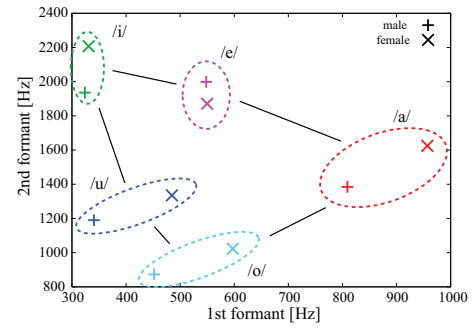 2400
2200
2000
1800
1600
1400
1200
1000
800
300 400 500 600 700 800 900 1000
1st formant [Hz]
2nd formant [Hz]
male
female
/i/
/e/
/a/
/u/
/o/